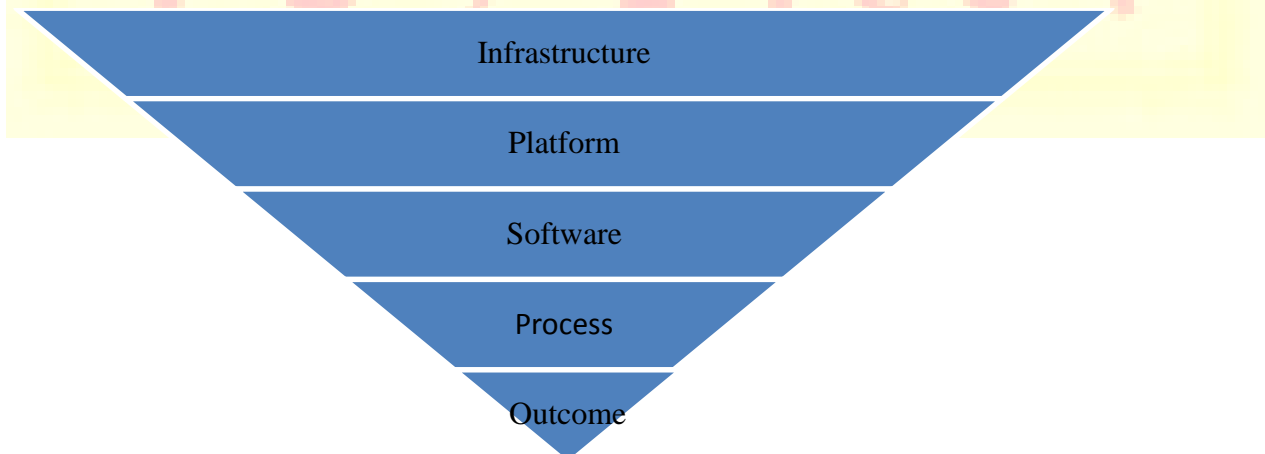 Infrastructure
Platform
Software
Process
Outcome